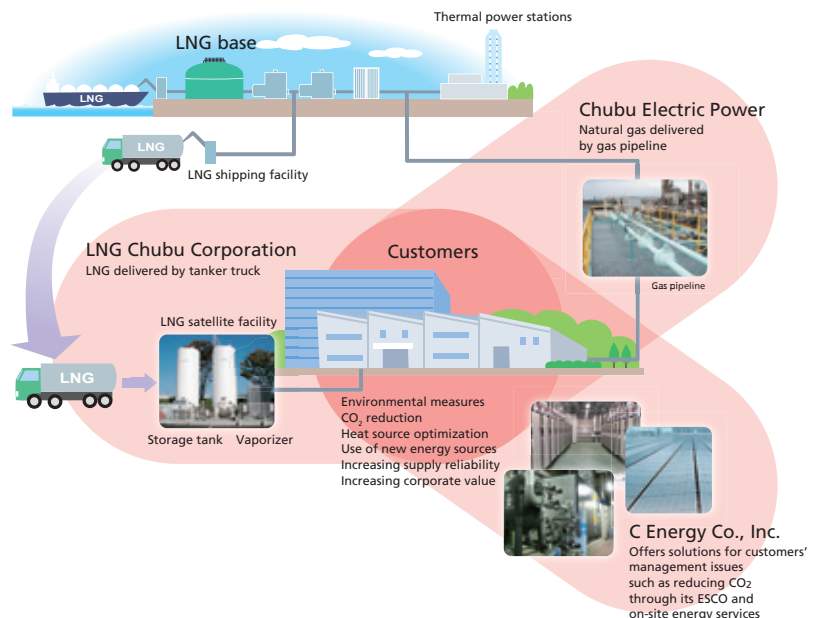 Thermal power stations
LNG base
LNG
Chubu Electric Power
Natural gas delivered
by gas pipeline
LNG
LNG shipping facility
LNG Chubu Corporation
LNG delivered by tanker truck
Customers
Gas pipeline
LNG satellite facility
LNG
Storage tank Vaporizer
Environmental measures
CO₂ reduction
Heat source optimization
Use of new energy sources
Increasing supply reliability
Increasing corporate value
C Energy Co., Inc.
Offers solutions for customers’
management issues
such as reducing CO₂
through its ESCO and
on-site energy services